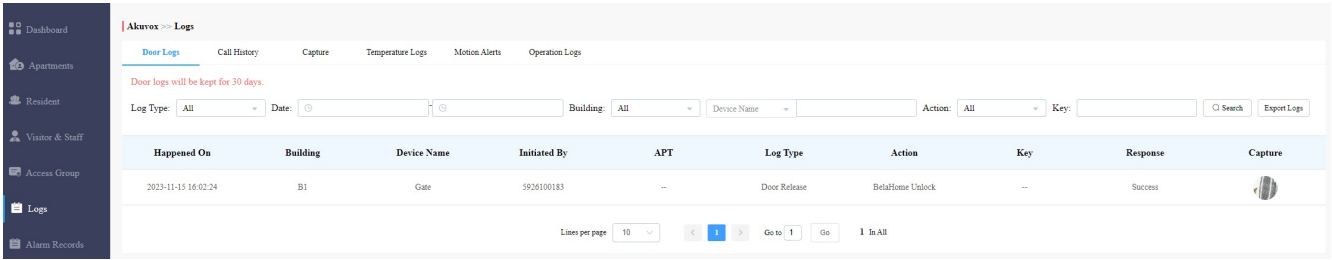 Dashboard
Apartments
Resident
Visitor & Staff
Access Group
Logs
Alarm Records
Akuvox >> Logs
Door Logs Call History Capture Temperature Logs Motion Alerts Operation Logs
Door logs will be kept for 30 days.
Log Type: All Date: - Building: All Device Name Action: All Key: Search Export Logs
Happened On Building Device Name Initiated By APT Log Type Action Key Response Capture
2023-11-15 16:02:24 B1 Gate 5926100183 -- Door Release BelaHome Unlock -- Success
Lines per page 10 < 1 > Go to 1 Go 1 In All